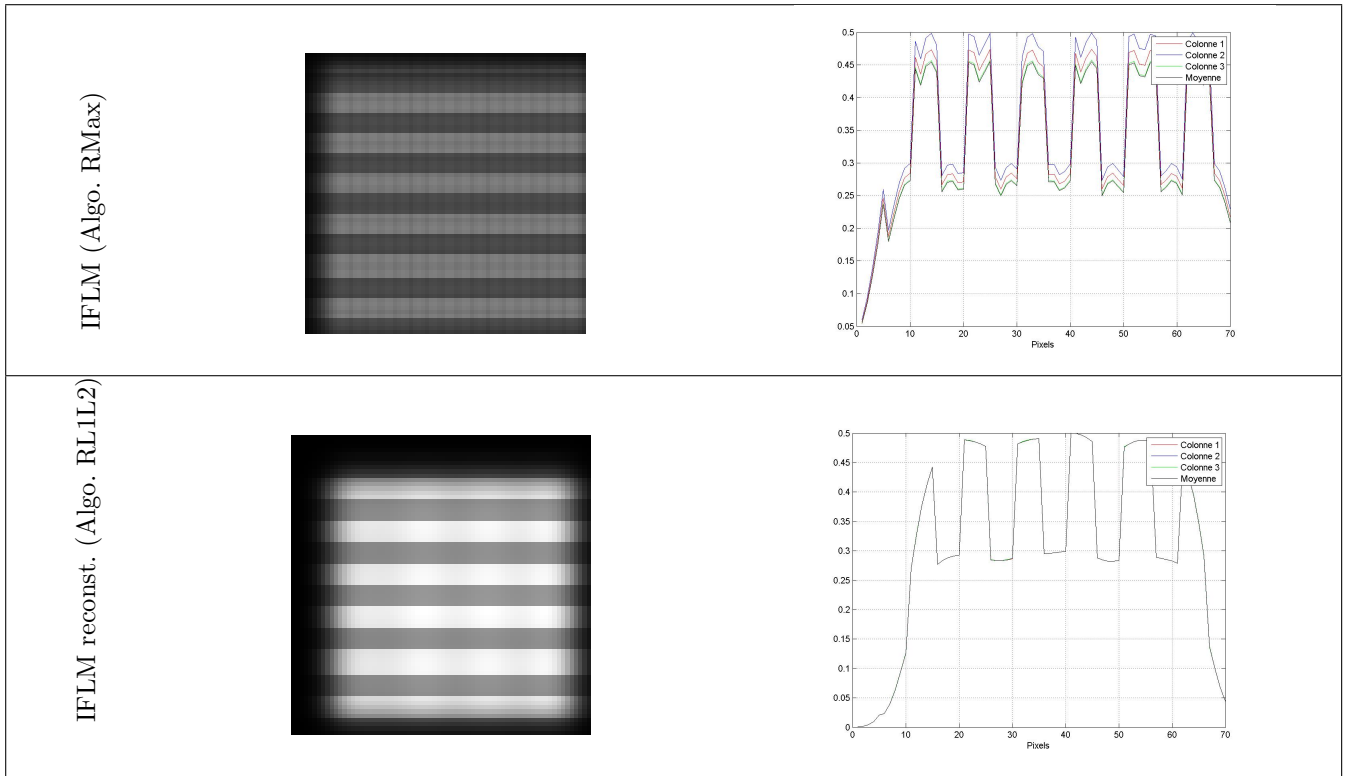 IFLM (Algo. RMax)
0.5
0.45
0.4
0.35
0.3
0.25
0.2
0.15
0.1
0.05
0 10 20 30 40 50 60 70
Pixels
Colonne 1
Colonne 2
Colonne 3
Moyenne
IFLM reconst. (Algo. RL1L2)
0.5
0.45
0.4
0.35
0.3
0.25
0.2
0.15
0.1
0.05
0
0 10 20 30 40 50 60 70
Pixels
Colonne 1
Colonne 2
Colonne 3
Moyenne